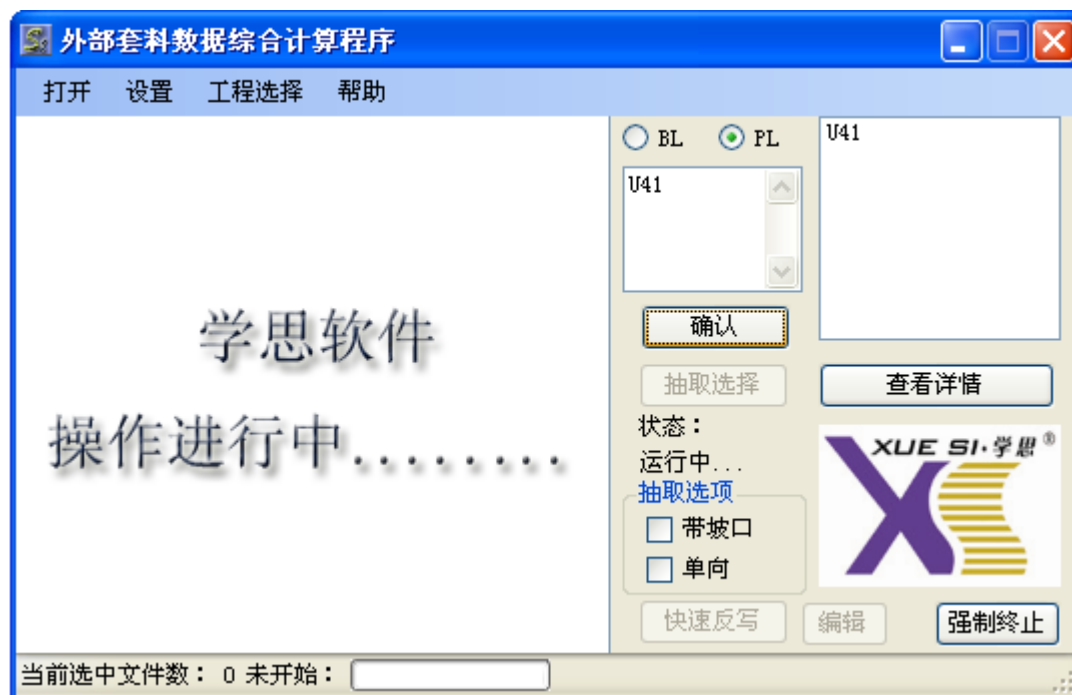 外部套料数据综合计算程序
打开 设置 工程选择 帮助
学思软件
操作进行中........
BL PL
U41
确认
抽取选择
状态：
运行中...
抽取选项
带坡口
单向
快速反写 编辑 强制终止
U41
查看详情
XUE SI·学思®
XS
当前选中文件数： 0 未开始：